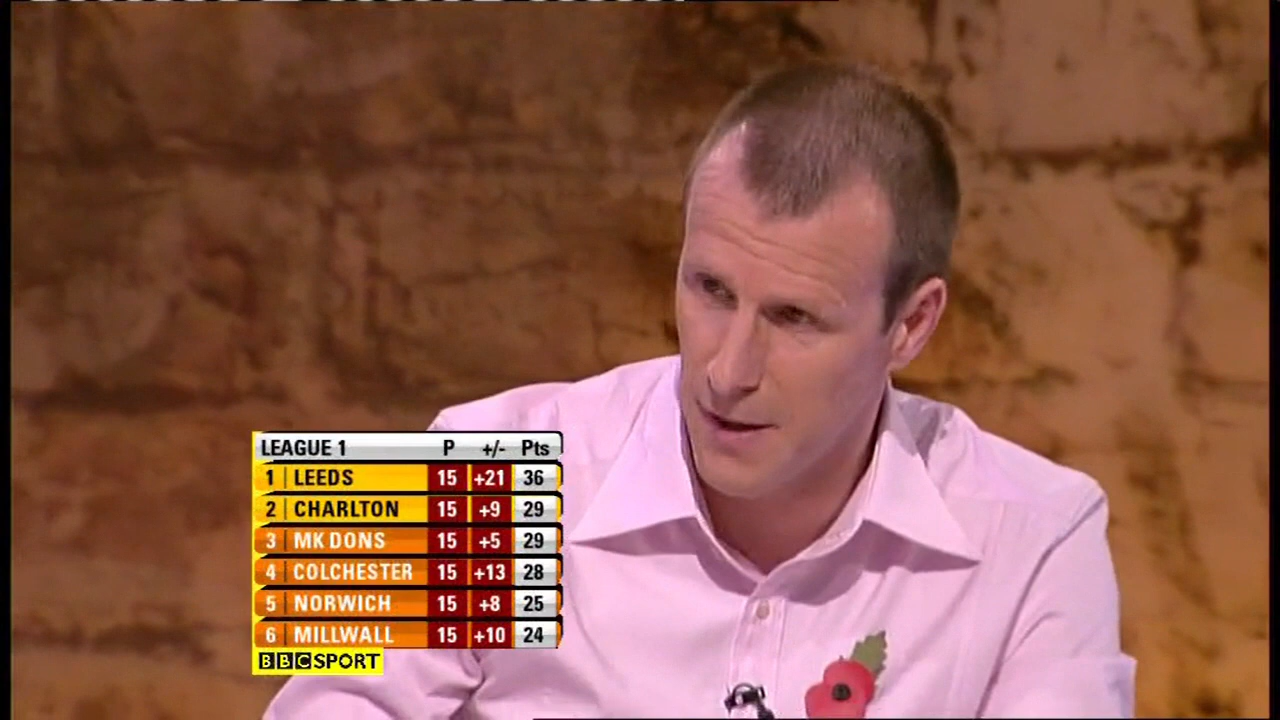 LEAGUE 1 P +/- Pts
1 LEEDS 15 +21 36
2 CHARLTON 15 +9 29
3 MK DONS 15 +5 29
4 COLCHESTER 15 +13 28
5 NORWICH 15 +8 25
6 MILLWALL 15 +10 24
BBC SPORT